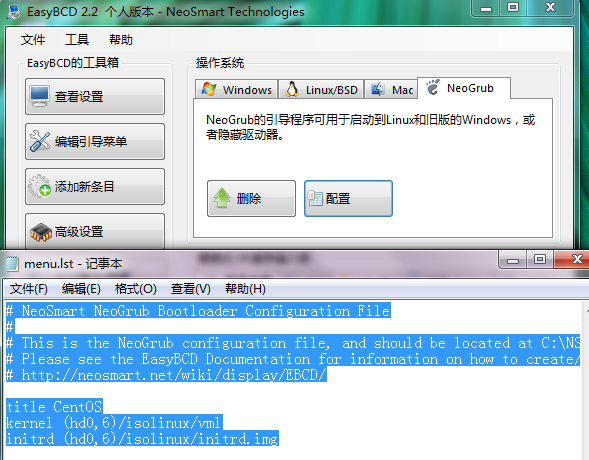 EasyBCD 2.2 个人版本 - NeoSmart Technologies
文件 工具 帮助
EasyBCD的工具箱
查看设置
编辑引导菜单
添加新条目
高级设置
操作系统
Windows Linux/BSD Mac NeoGrub
NeoGrub的引导程序可用于启动到Linux和旧版的Windows，或
者隐藏驱动器。
删除 配置
menu.lst - 记事本
文件(F) 编辑(E) 格式(O) 查看(V) 帮助(H)
# NeoSmart NeoGrub Bootloader Configuration File
#
# This is the NeoGrub configuration file, and should be located at C:\NS
# Please see the EasyBCD Documentation for information on how to create/
# http://neosmart.net/wiki/display/EBCD/
title CentOS
kernel (hd0,6)/isolinux/vml
initrd (hd0,6)/isolinux/initrd.img